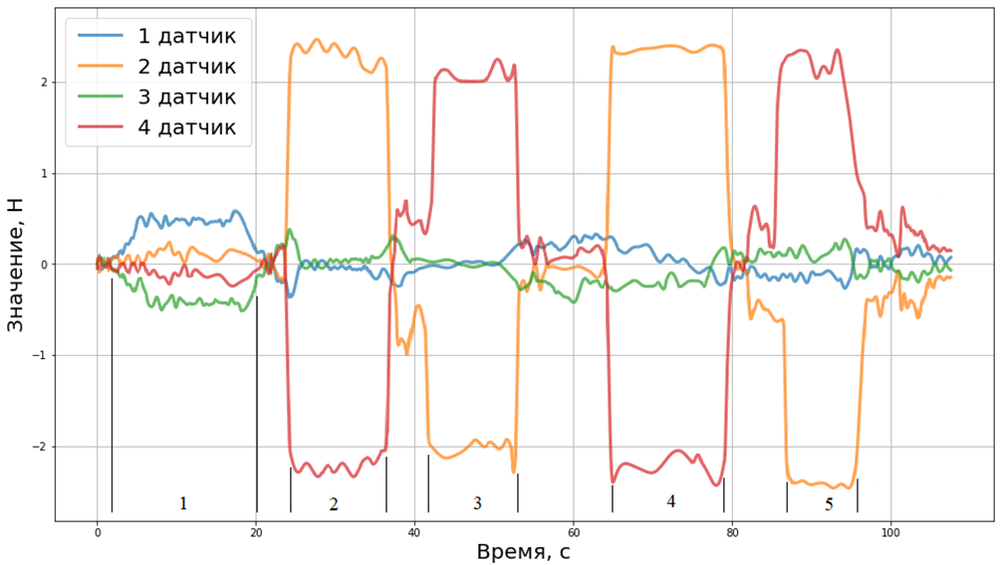 1 датчик
2 датчик
3 датчик
4 датчик
Значение, Н
2
1
0
−1
−2
1 2 3 4 5
0 20 40 60 80 100
Время, с